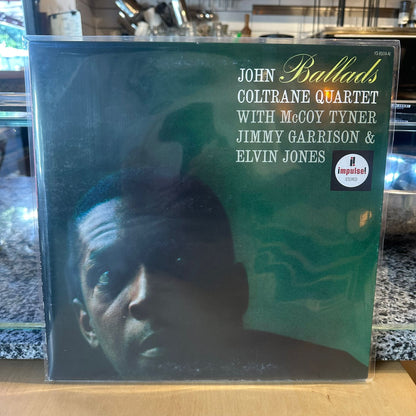 JOHN Ballads
COLTRANE QUARTET
WITH McCOY TYNER
JIMMY GARRISON &
ELVIN JONES
impulse!
STEREO